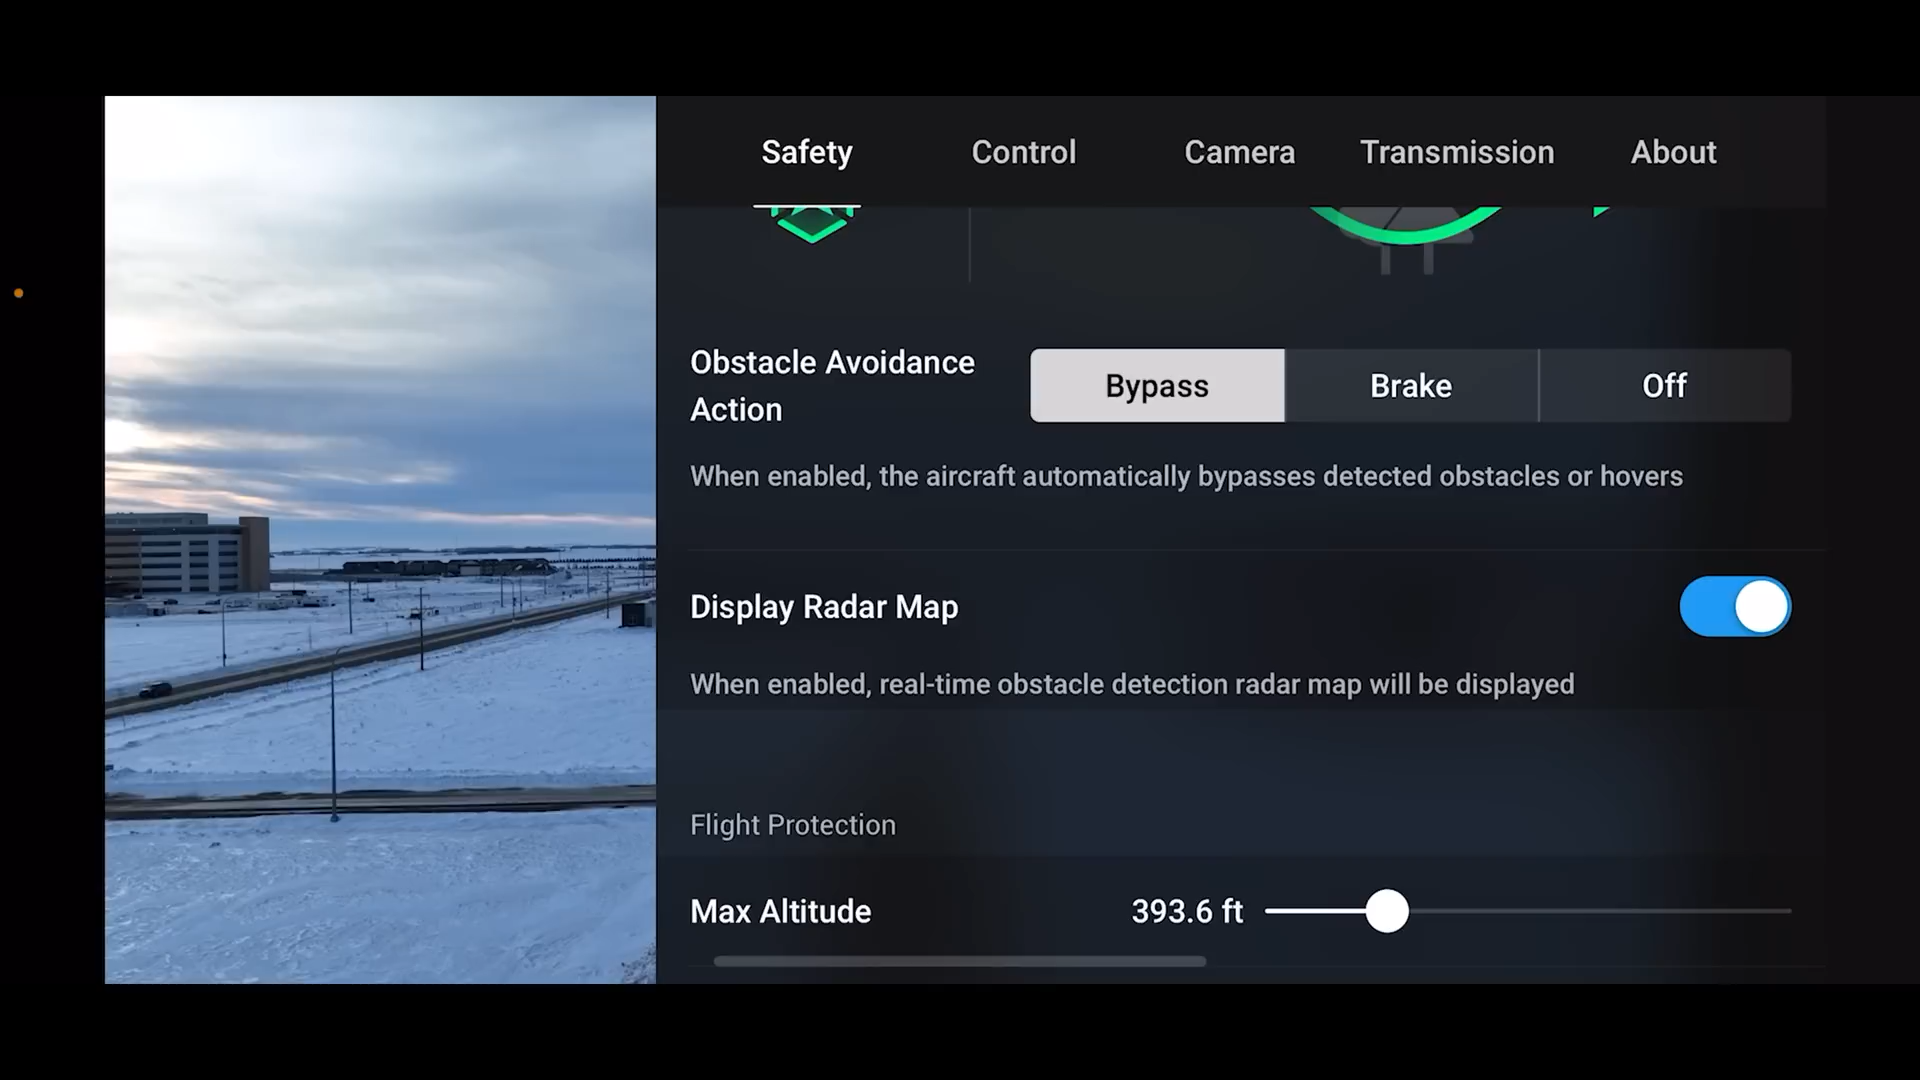 Safety Control Camera Transmission About
Obstacle Avoidance
Action
Bypass Brake Off
When enabled, the aircraft automatically bypasses detected obstacles or hovers
Display Radar Map
When enabled, real-time obstacle detection radar map will be displayed
Flight Protection
Max Altitude 393.6 ft